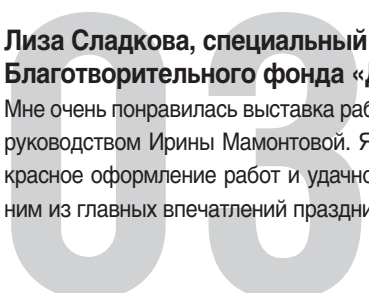 03
Лиза Сладкова, специальный
Благотворительного фонда «
Мне очень понравилась выставка раб
руководством Ирины Мамонтовой. Я
красное оформление работ и удачно
ним из главных впечатлений праздни